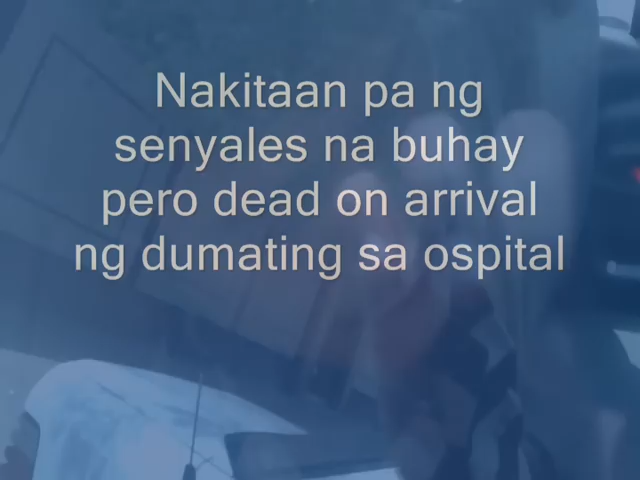 Nakitaan pa ng
senyales na buhay
pero dead on arrival
ng dumating sa ospital